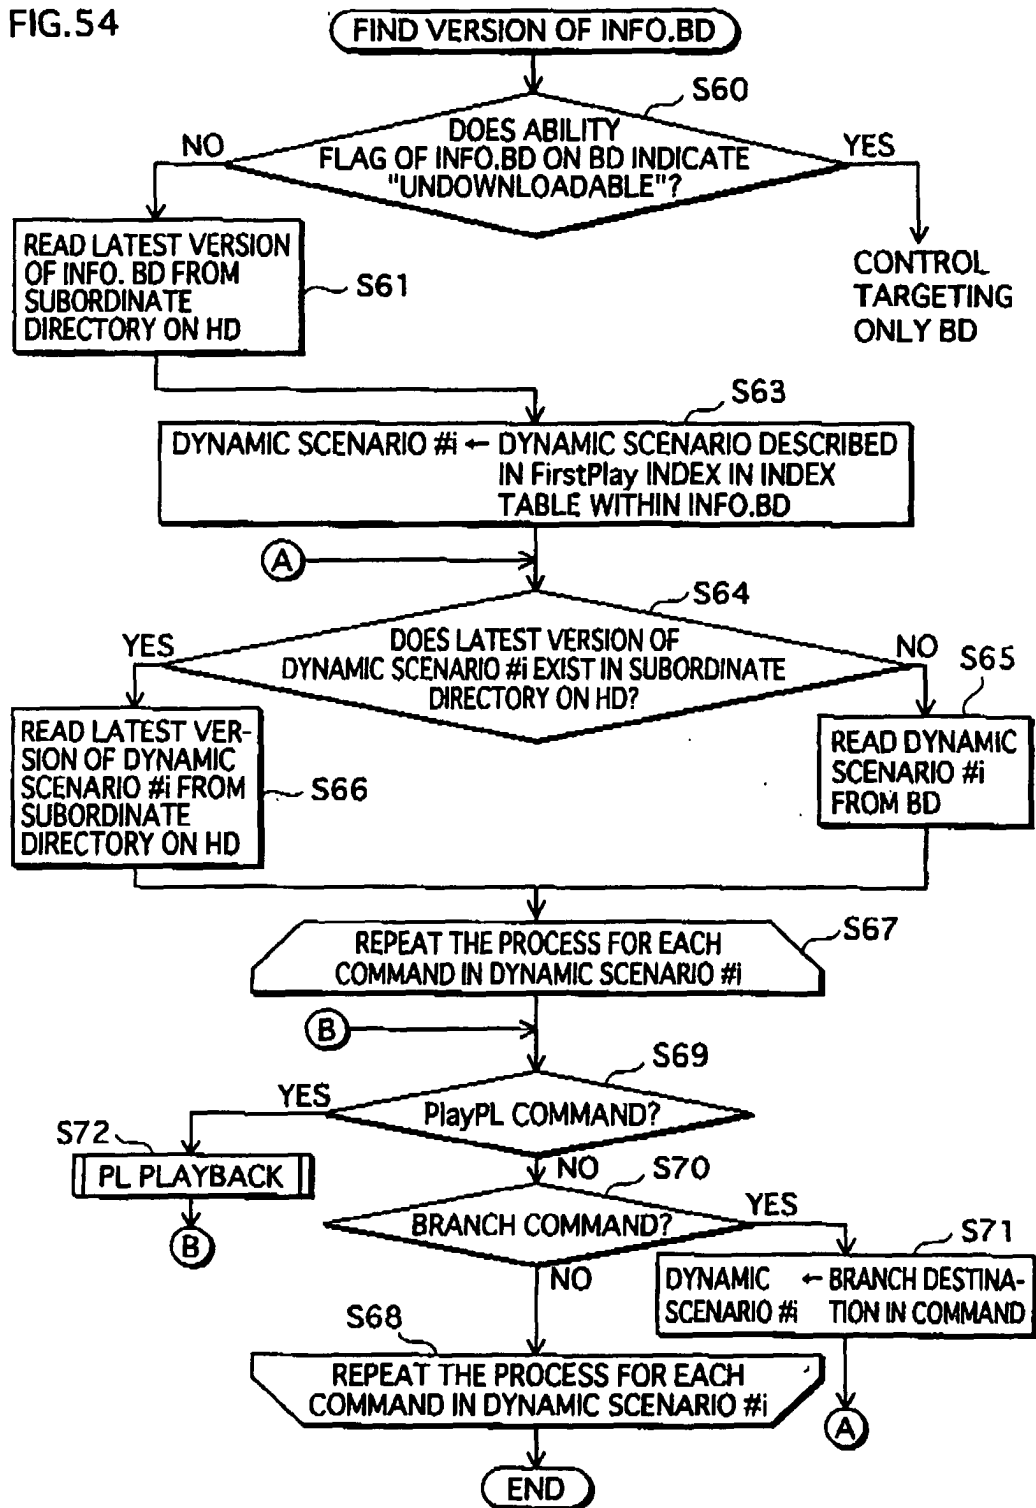 FIG.54
FIND VERSION OF INFO.BD
S60
DOES ABILITY
FLAG OF INFO.BD ON BD INDICATE
"UNDOWNLOADABLE"?
NO
YES
READ LATEST VERSION
OF INFO. BD FROM
SUBORDINATE
DIRECTORY ON HD
S61
CONTROL
TARGETING
ONLY BD
S63
DYNAMIC SCENARIO #i ← DYNAMIC SCENARIO DESCRIBED
IN FirstPlay INDEX IN INDEX
TABLE WITHIN INFO.BD
A
S64
DOES LATEST VERSION OF
DYNAMIC SCENARIO #i EXIST IN SUBORDINATE
DIRECTORY ON HD?
YES
NO
S65
READ LATEST VER-
SION OF DYNAMIC
SCENARIO #i FROM
SUBORDINATE
DIRECTORY ON HD
S66
READ DYNAMIC
SCENARIO #i
FROM BD
REPEAT THE PROCESS FOR EACH
COMMAND IN DYNAMIC SCENARIO #i
S67
B
S69
PlayPL COMMAND?
YES
NO
S72
PL PLAYBACK
B
S70
BRANCH COMMAND?
YES
NO
S71
DYNAMIC ← BRANCH DESTINA-
SCENARIO #i TION IN COMMAND
A
S68
REPEAT THE PROCESS FOR EACH
COMMAND IN DYNAMIC SCENARIO #i
END